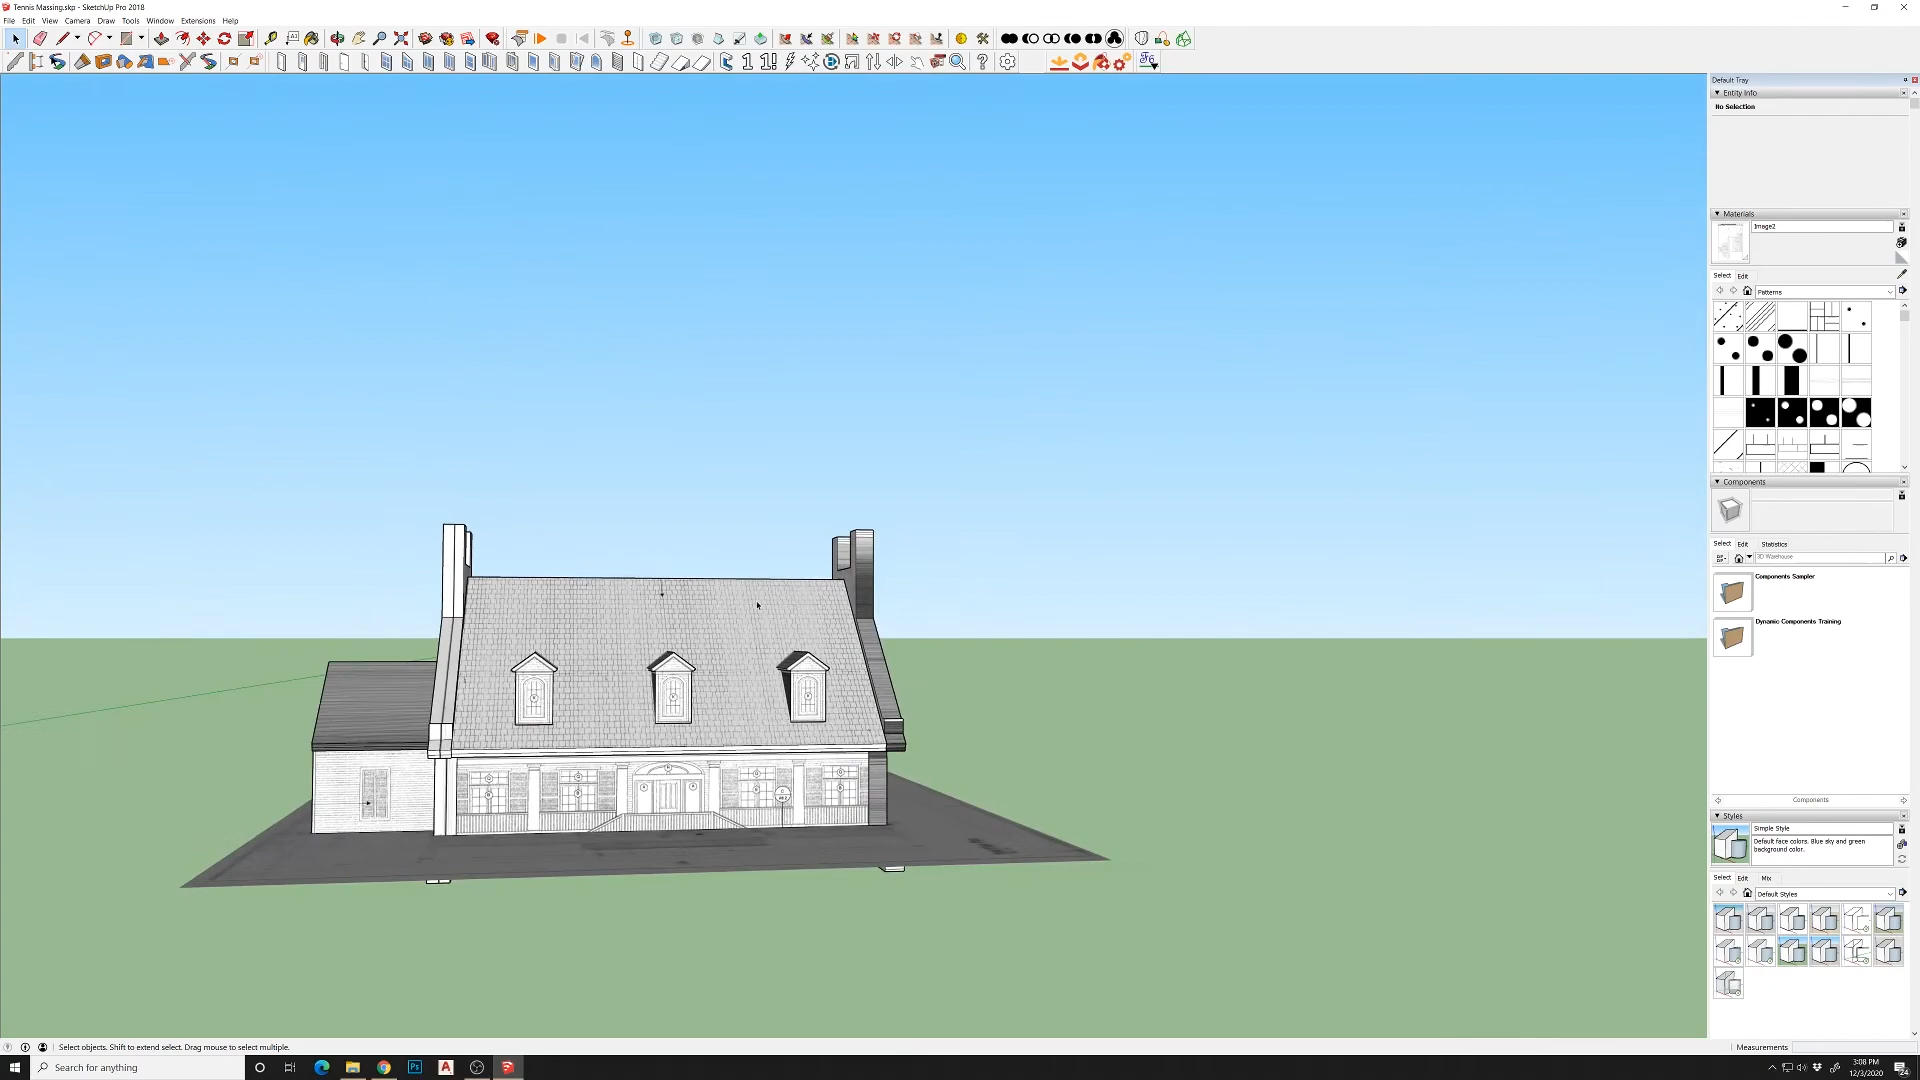 Tennis Massing.skp - SketchUp Pro 2018
File Edit View Camera Draw Tools Window Extensions Help
Default Tray
Entity Info
No Selection
Materials
Image2
Select Edit
Patterns
Components
Select Edit Statistics
3D Warehouse
Components Sampler
Dynamic Components Training
Components
Styles
Simple Style
Default face colors. Blue sky and green
background color.
Select Edit Mix
Default Styles
Select objects. Shift to extend select. Drag mouse to select multiple.
Measurements
Search for anything
3:08 PM
12/3/2020
24